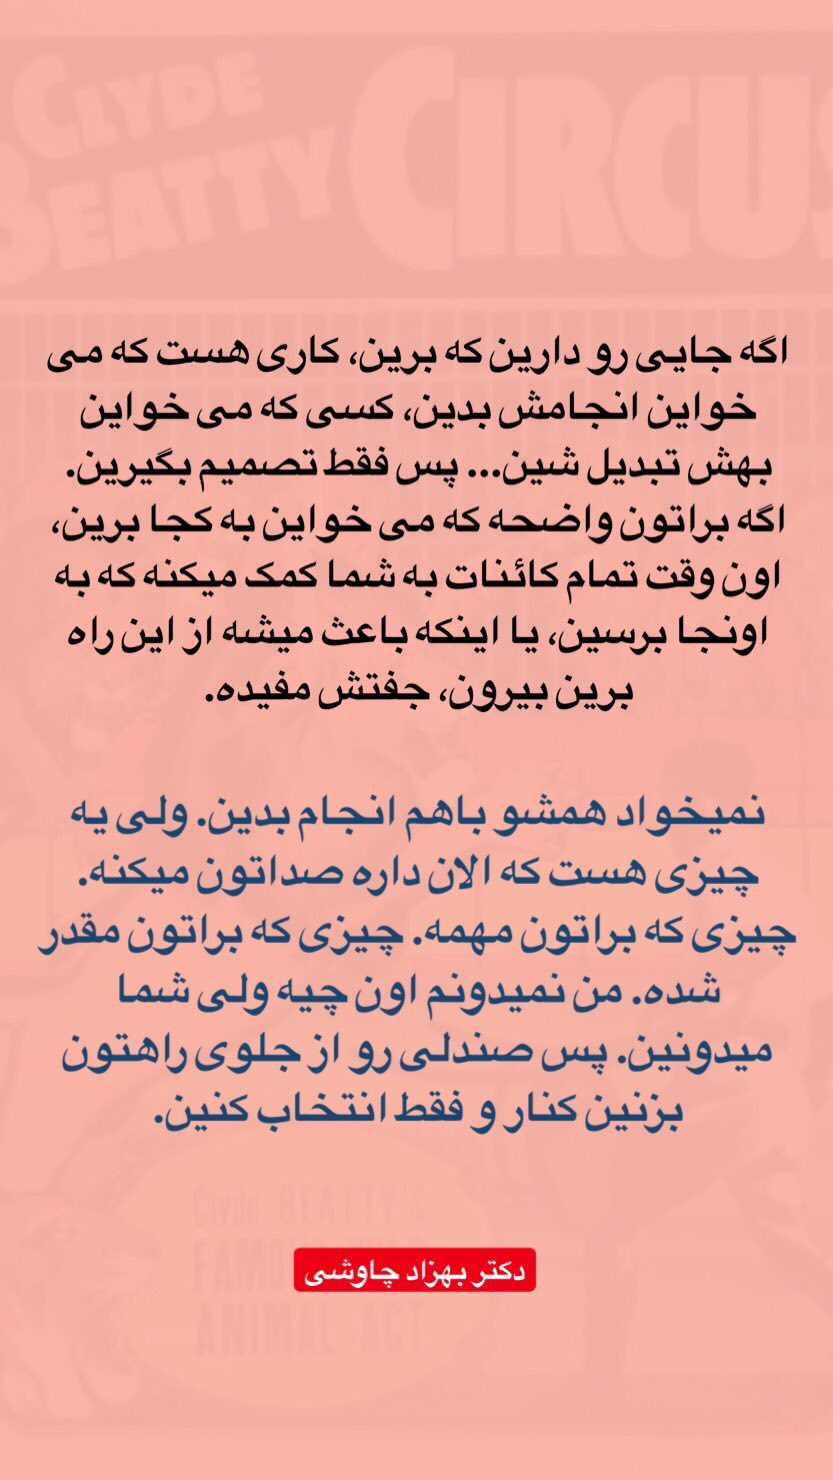 CLYDE
BEATTY CIRCUS
اگه جایی رو دارین که برین، کاری هست که می
خواین انجامش بدین، کسی که می خواین
بهش تبدیل شین... پس فقط تصمیم بگیرین.
اگه براتون واضحه که می خواین به کجا برین،
اون وقت تمام کائنات به شما کمک میکنه که به
اونجا برسین، یا اینکه باعث میشه از این راه
برین بیرون، جفتش مفیده.
نمیخواد همشو باهم انجام بدین. ولی یه
چیزی هست که الان داره صداتون میکنه.
چیزی که براتون مهمه. چیزی که براتون مقدر
شده. من نمیدونم اون چیه ولی شما
میدونین. پس صندلی رو از جلوی راهتون
بزنین کنار و فقط انتخاب کنین.
Clyde BEATTY'S
دکتر بهزاد چاوشی
ANIMAL ACT